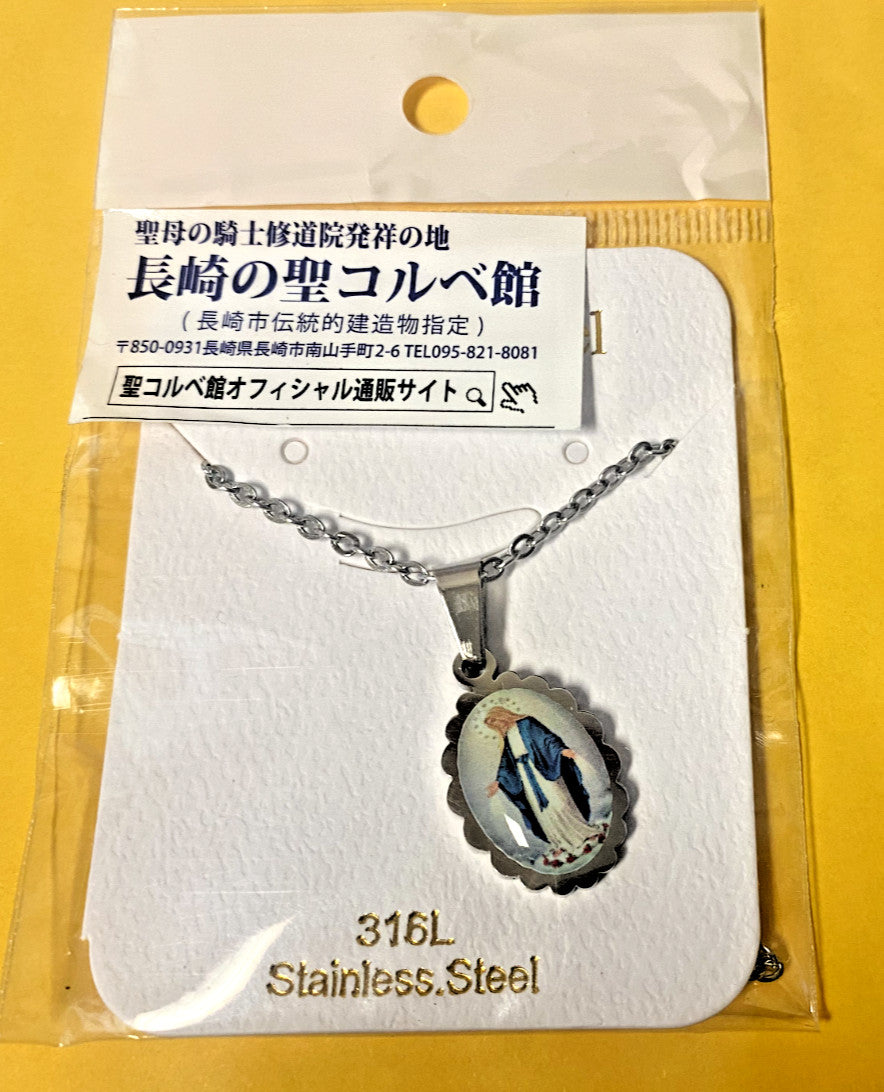 聖母の騎士修道院発祥の地
長崎の聖コルベ館
（長崎市伝統的建造物指定）
〒850-0931長崎県長崎市南山手町2-6 TEL095-821-8081
聖コルベ館オフィシャル通販サイト
316L
Stainless.Steel